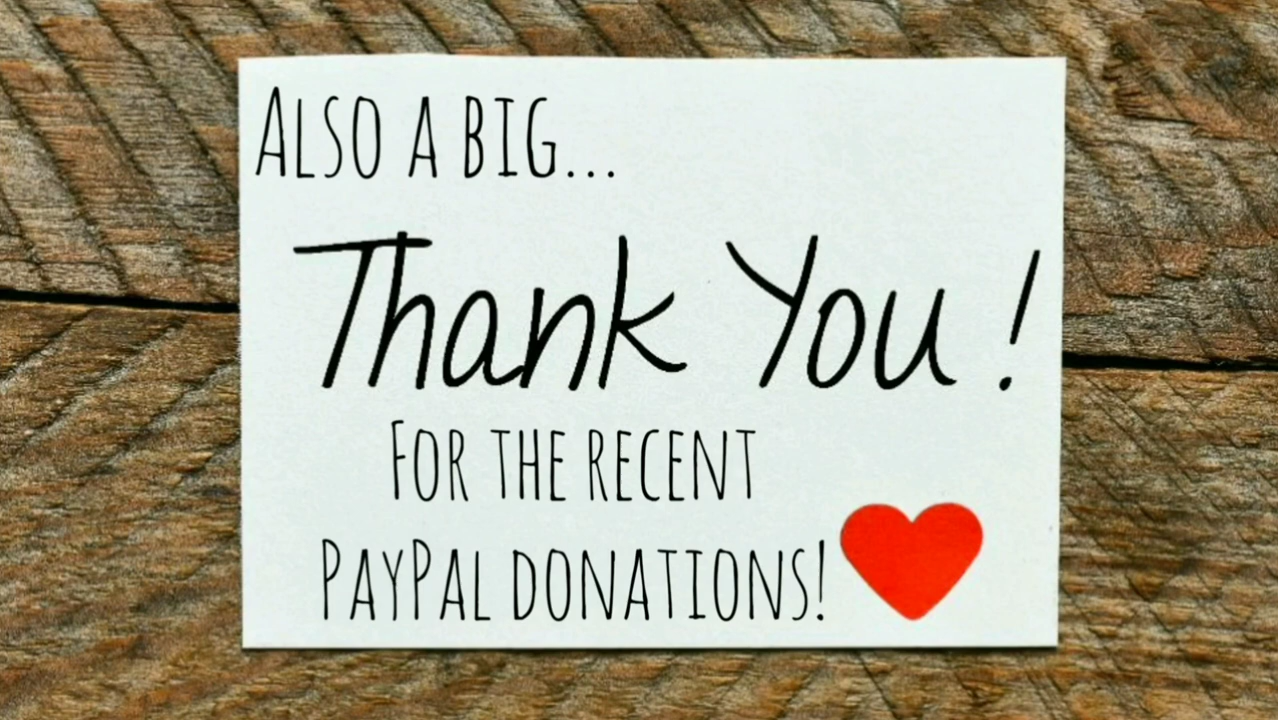 Also a big...
Thank You!
For the recent
PayPal donations!